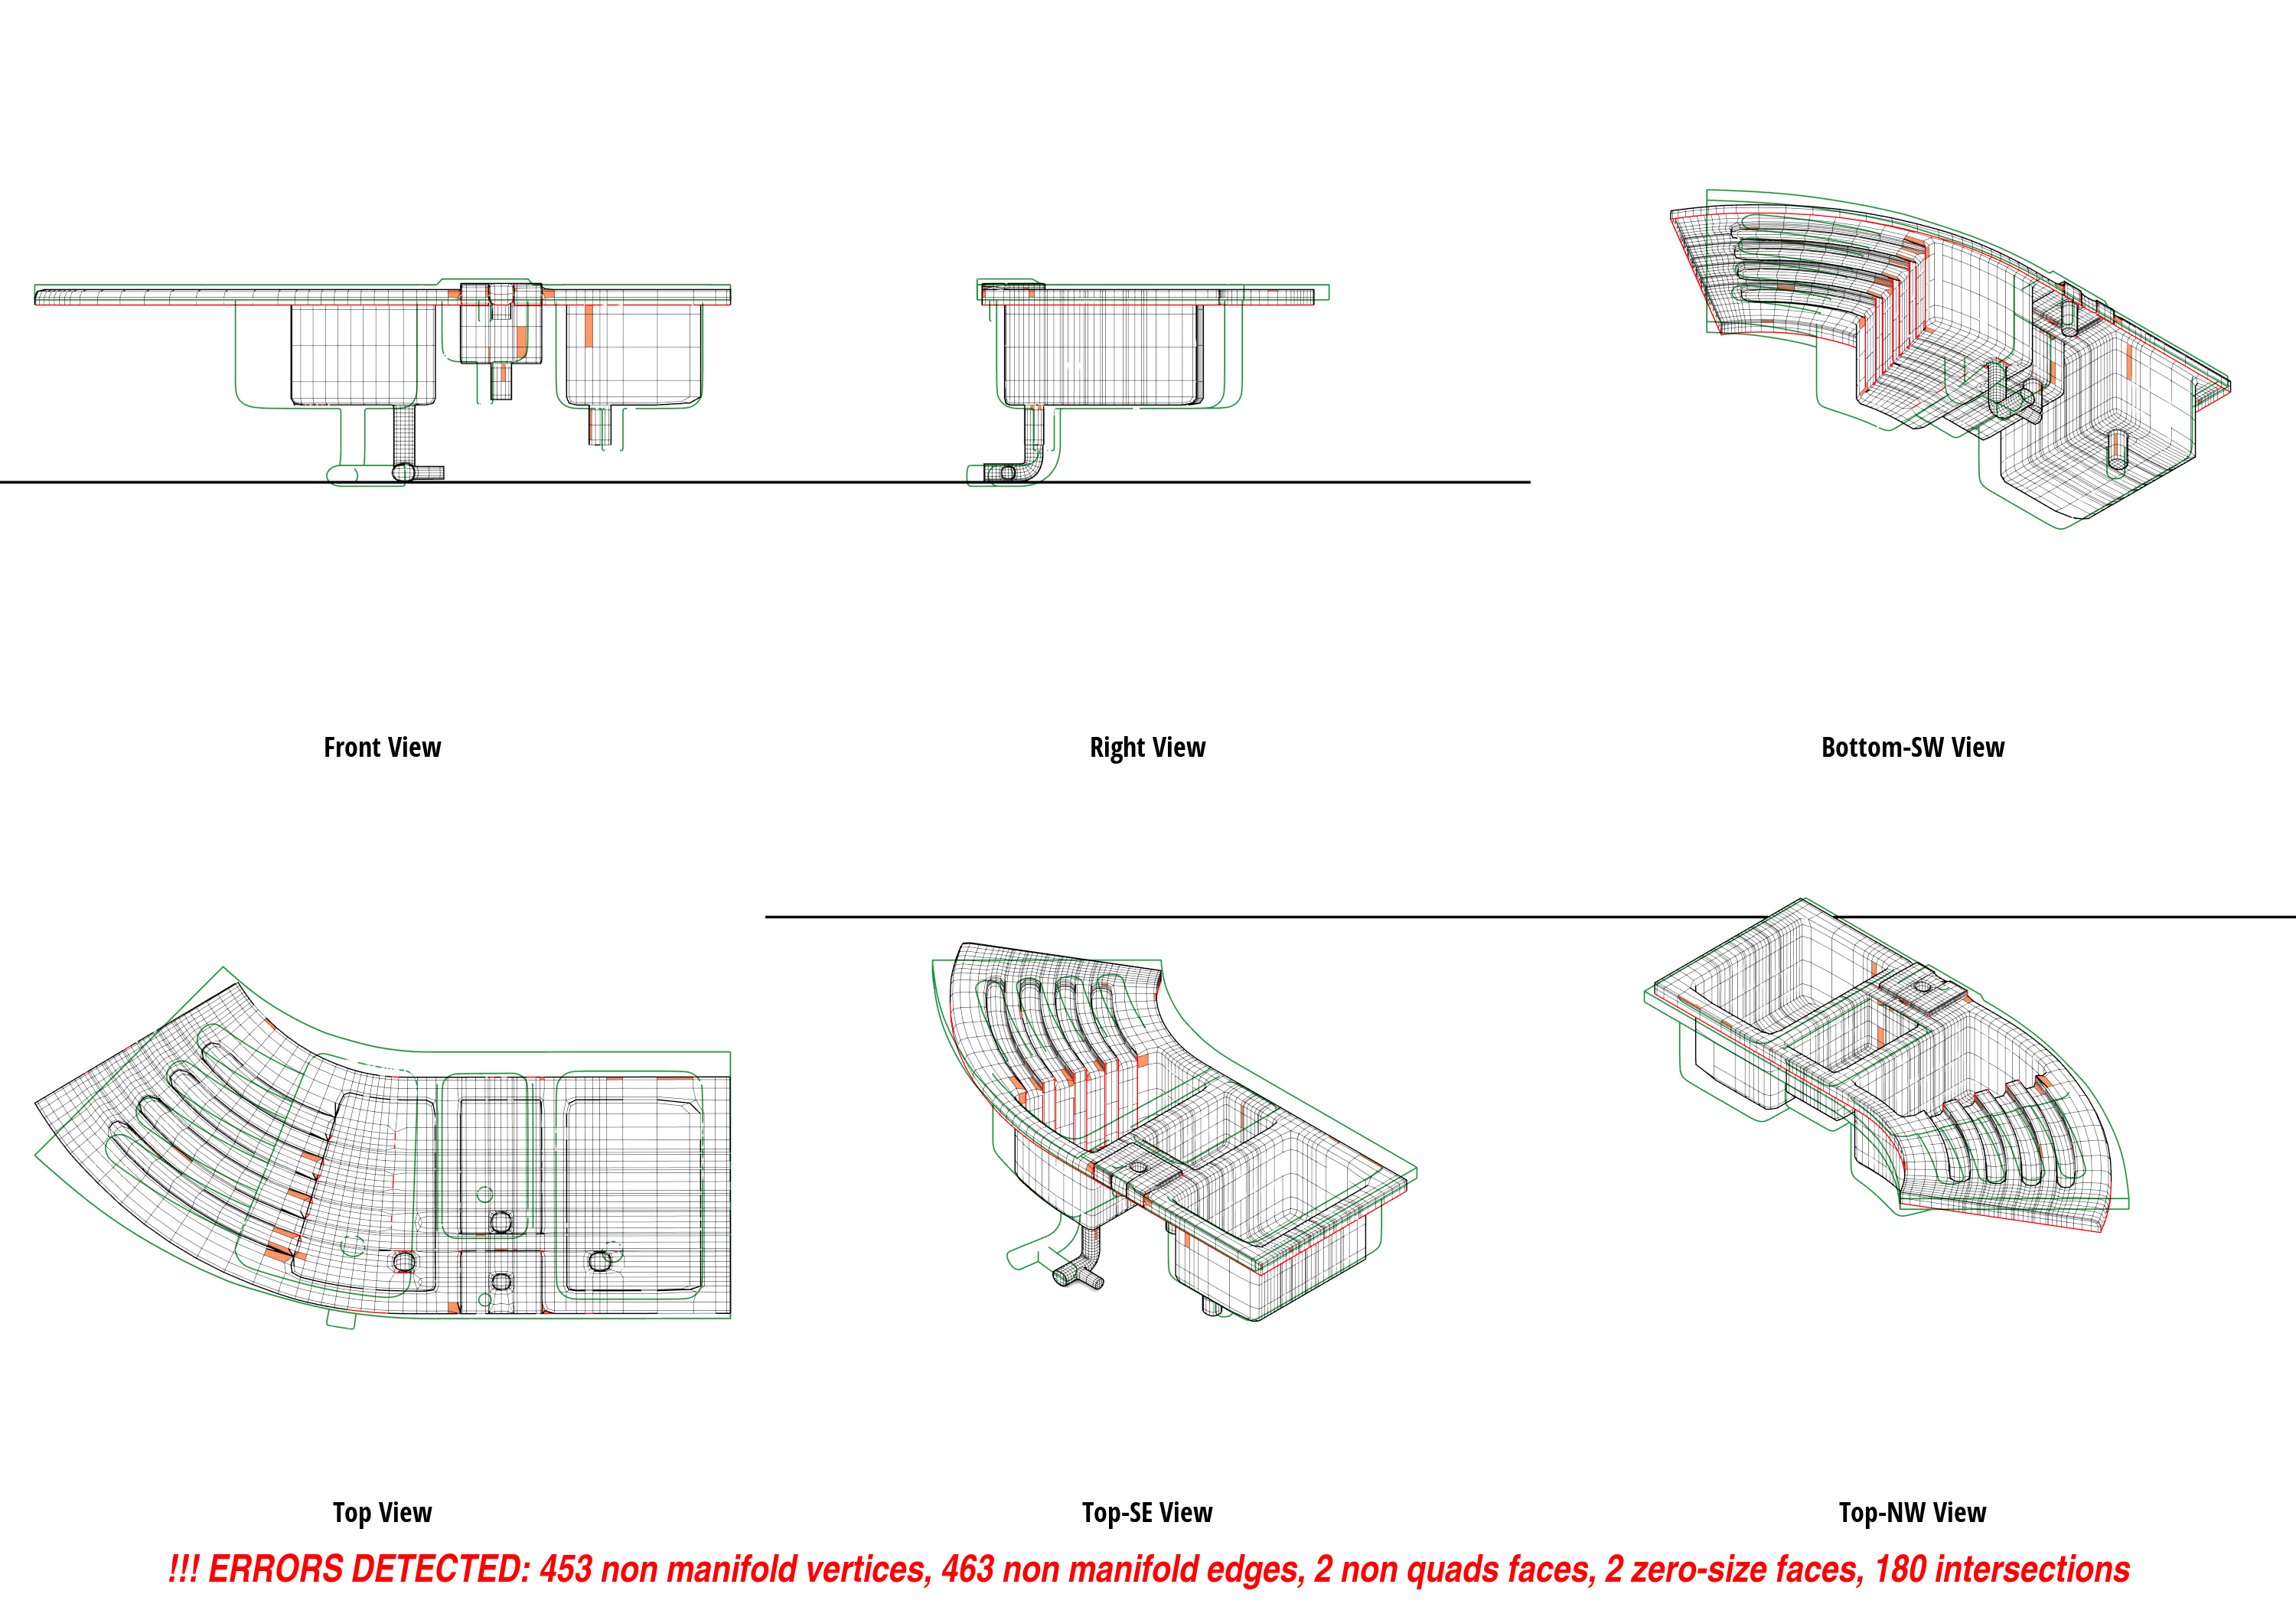 Front View
Right View
Bottom-SW View
Top View
Top-SE View
Top-NW View
!!! ERRORS DETECTED: 453 non manifold vertices, 463 non manifold edges, 2 non quads faces, 2 zero-size faces, 180 intersections